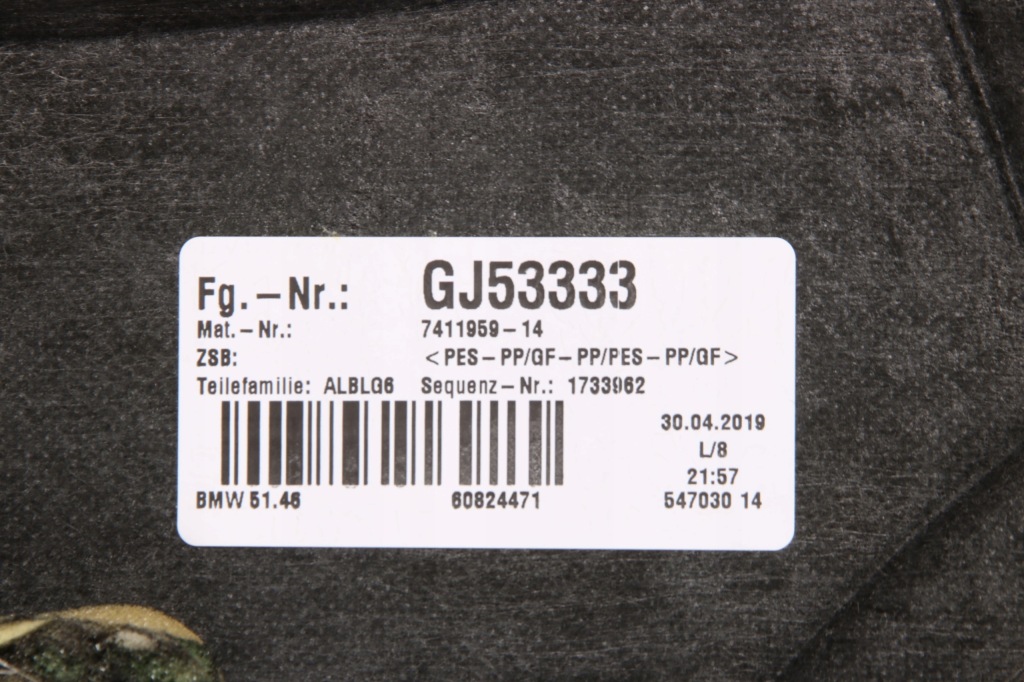 Fg.-Nr.: GJ53333
Mat.-Nr.: 7411959-14
ZSB: <PES-PP/GF-PP/PES-PP/GF>
Teilefamilie: ALBLG6 Sequenz-Nr.: 1733962
30.04.2019
L/8
21:57
BMW 51.46 60824471 547030 14